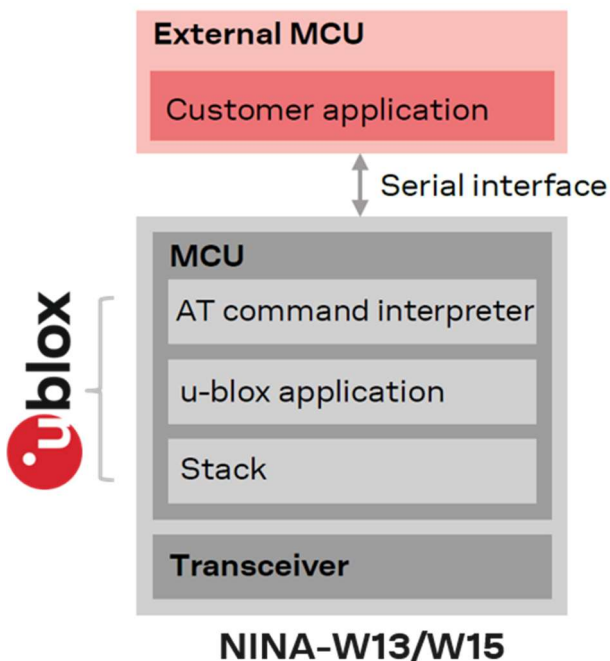 External MCU
Customer application
Serial interface
MCU
AT command interpreter
u-blox application
Stack
ublox
Transceiver
NINA-W13/W15